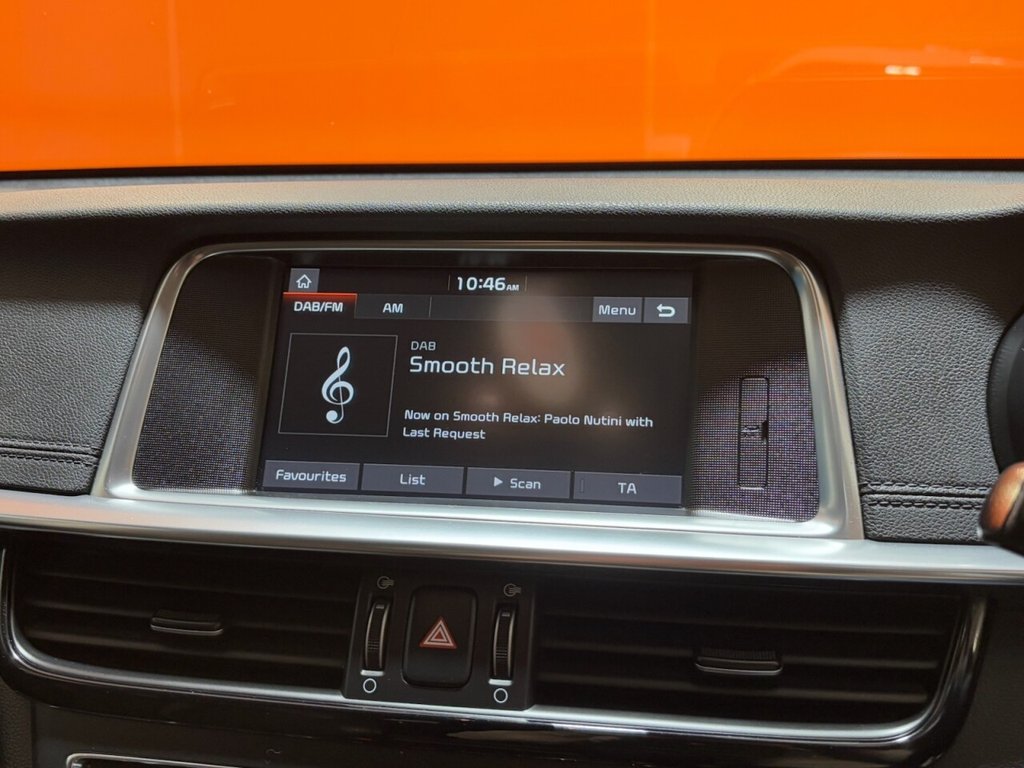 10:46AM
DAB/FM AM Menu
DAB
Smooth Relax
Now on Smooth Relax: Paolo Nutini with
Last Request
Favourites List Scan TA